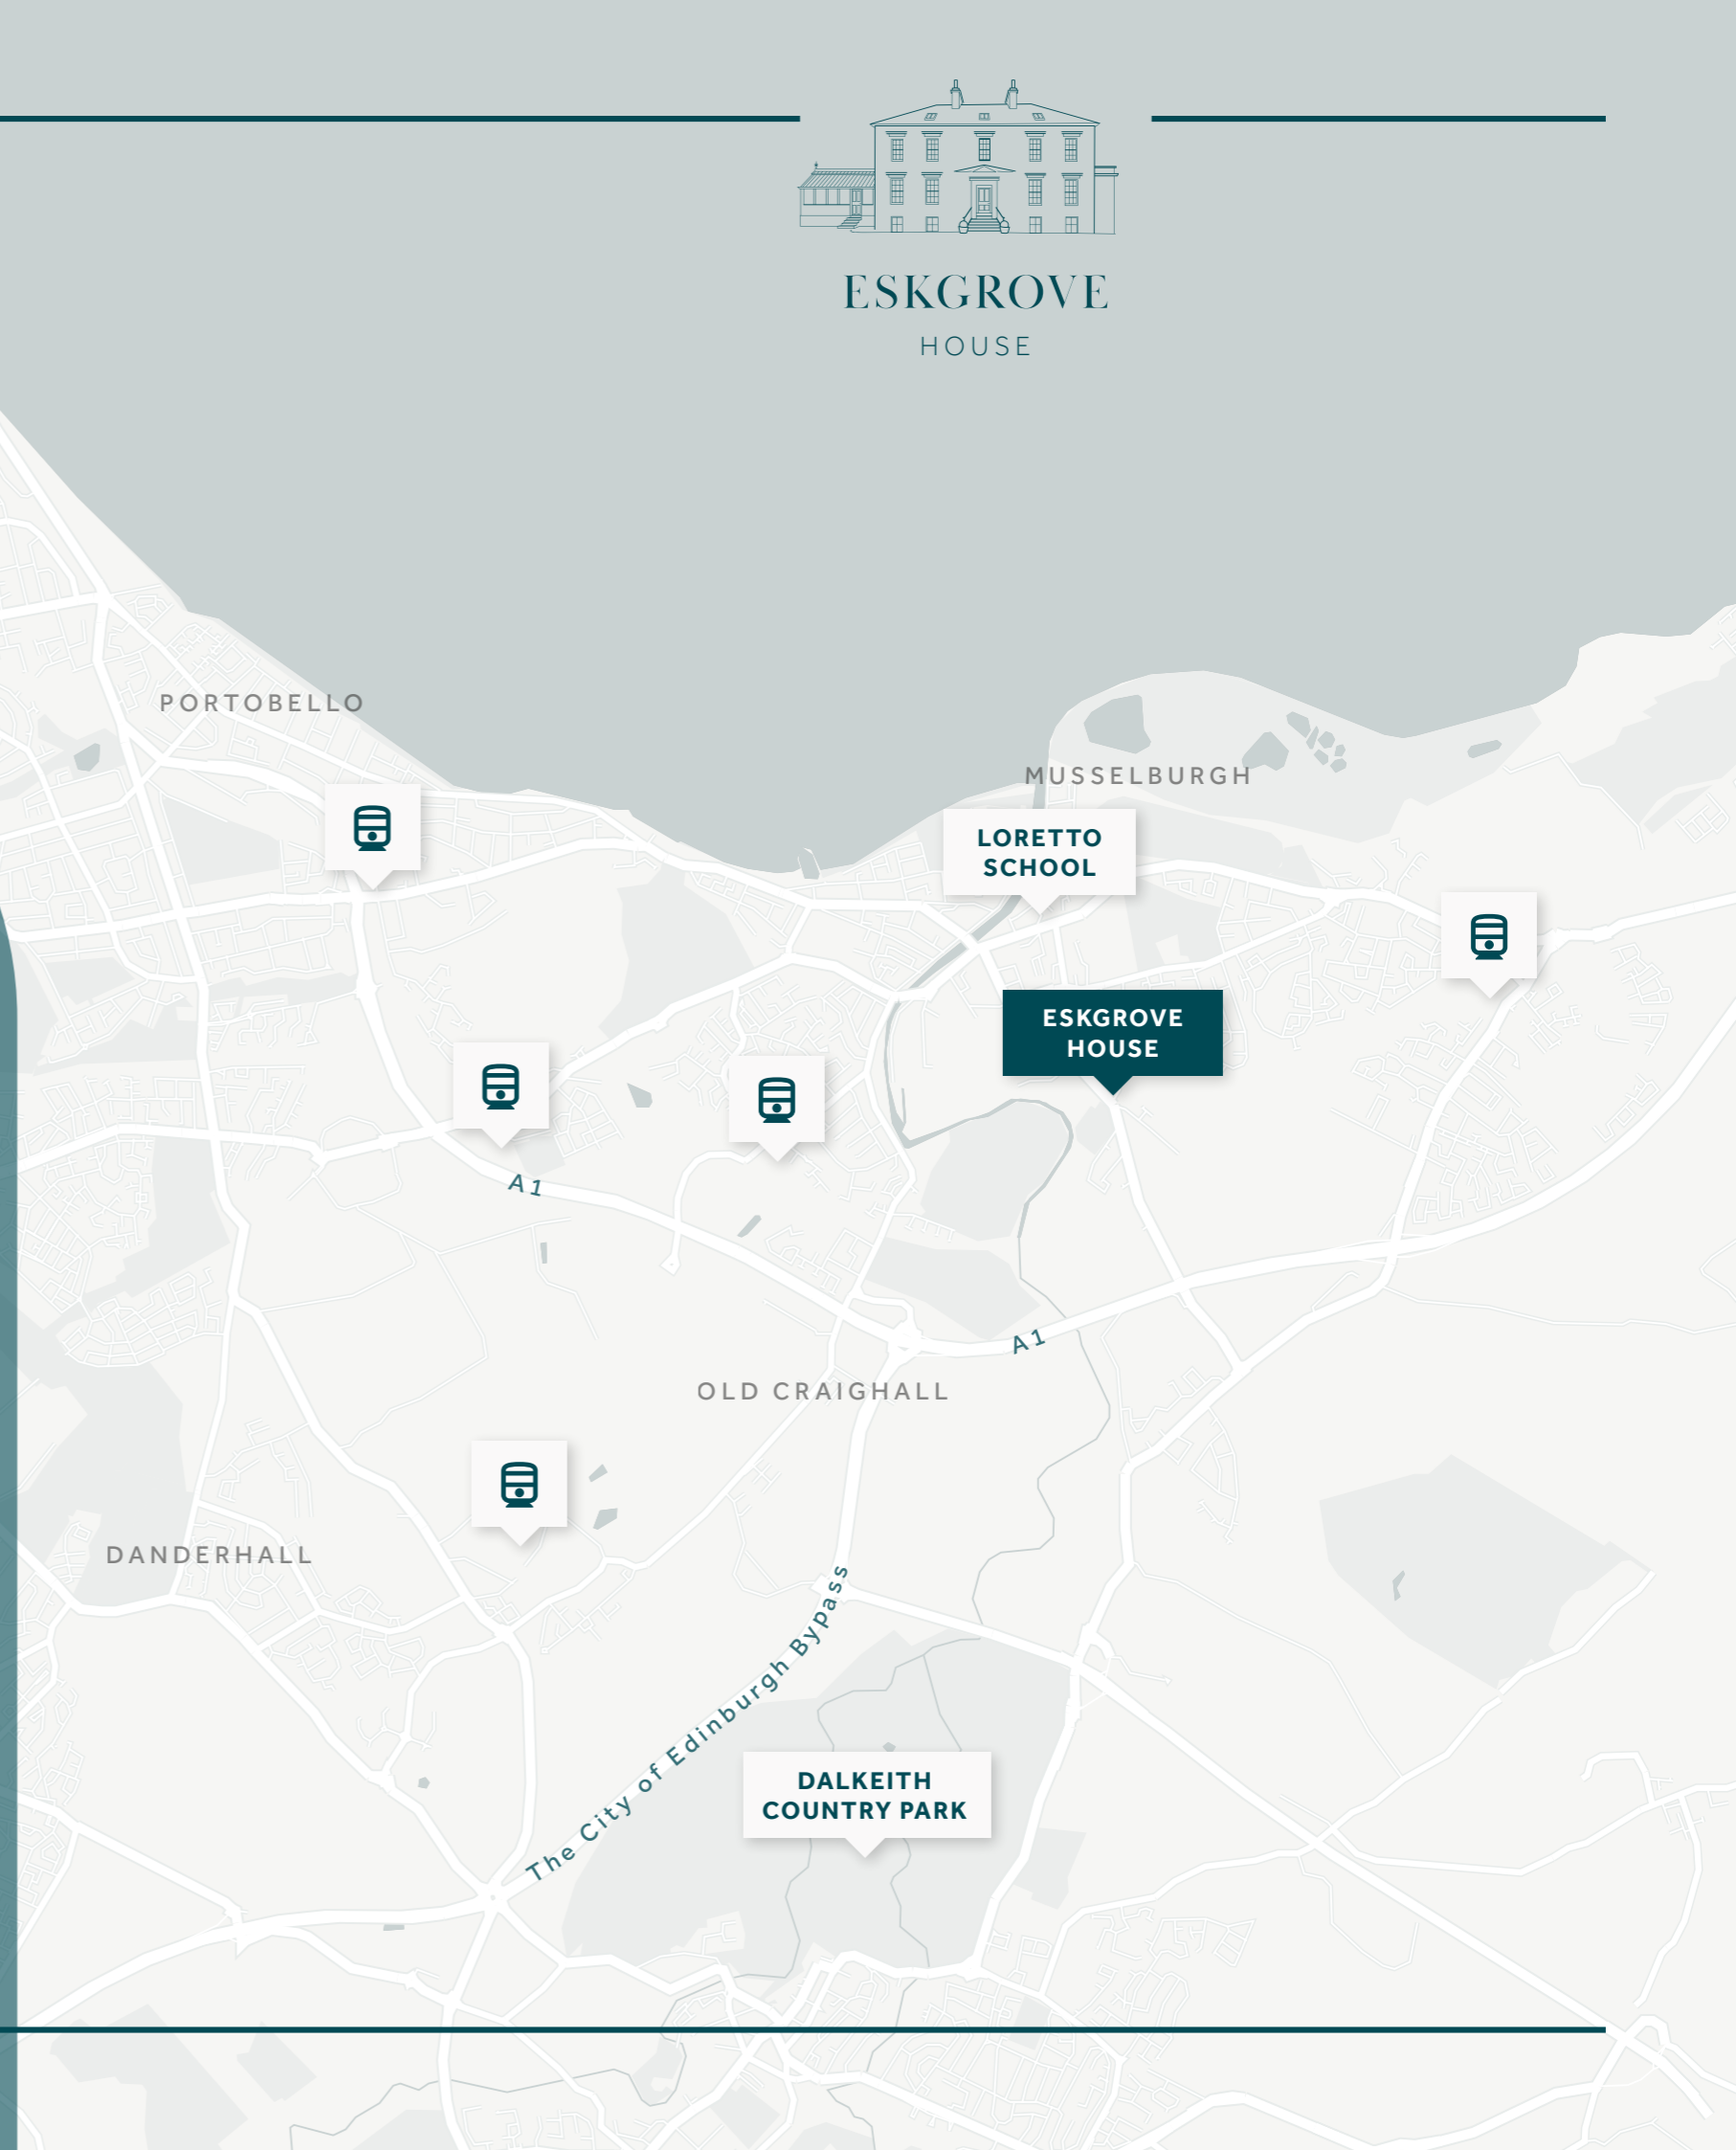 ESKGROVE
HOUSE
PORTOBELLO
MUSSELBURGH
LORETTO
SCHOOL
ESKGROVE
HOUSE
A1
A1
OLD CRAIGHALL
DANDERHALL
The City of Edinburgh Bypass
DALKEITH
COUNTRY PARK